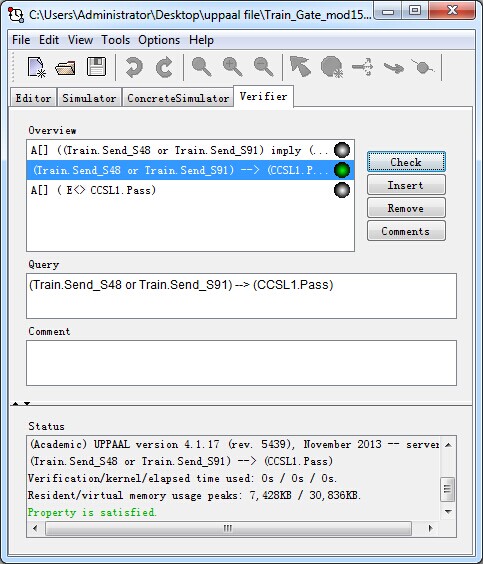 C:\Users\Administrator\Desktop\uppaal file\Train_Gate_mod15...
File Edit View Tools Options Help
Editor Simulator ConcreteSimulator Verifier
Overview
A[] ((Train.Send_S48 or Train.Send_S91) imply (...
(Train.Send_S48 or Train.Send_S91) --> (CCSL1.P...
A[] ( E<> CCSL1.Pass)
Check
Insert
Remove
Comments
Query
(Train.Send_S48 or Train.Send_S91) --> (CCSL1.Pass)
Comment
Status
(Academic) UPPAAL version 4.1.17 (rev. 5439), November 2013 -- server
(Train.Send_S48 or Train.Send_S91) --> (CCSL1.Pass)
Verification/kernel/elapsed time used: 0s / 0s / 0s.
Resident/virtual memory usage peaks: 7,428KB / 30,836KB.
Property is satisfied.